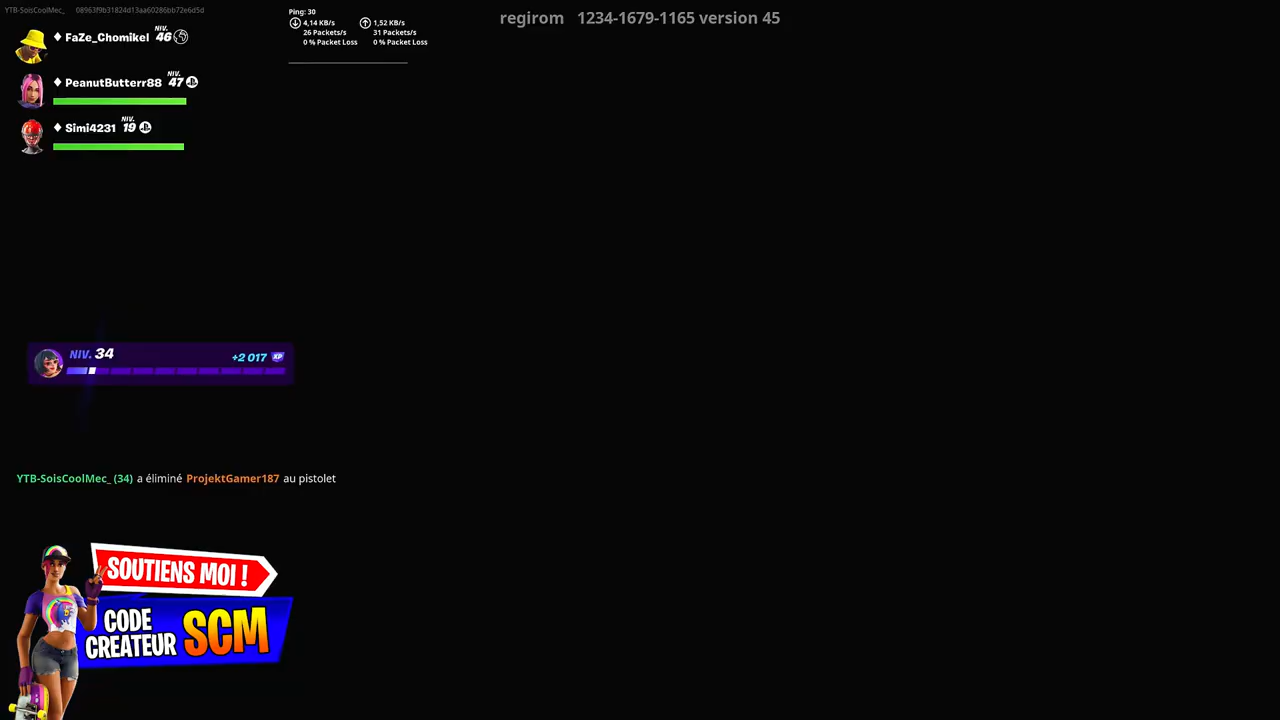 YTB-SoisCoolMec_ 08963f9b31824d13aa60286bb72e6d5d
Ping: 30
4,14 KB/s 1,52 KB/s
26 Packets/s 31 Packets/s
0 % Packet Loss 0 % Packet Loss
regirom 1234-1679-1165 version 45
FaZe_Chomikel NIV. 46
PeanutButterr88 NIV. 47
Simi4231 NIV. 19
NIV. 34 +2 017 XP
YTB-SoisCoolMec_ (34) a éliminé ProjektGamer187 au pistolet
SOUTIENS MOI !
CODE
CREATEUR SCM